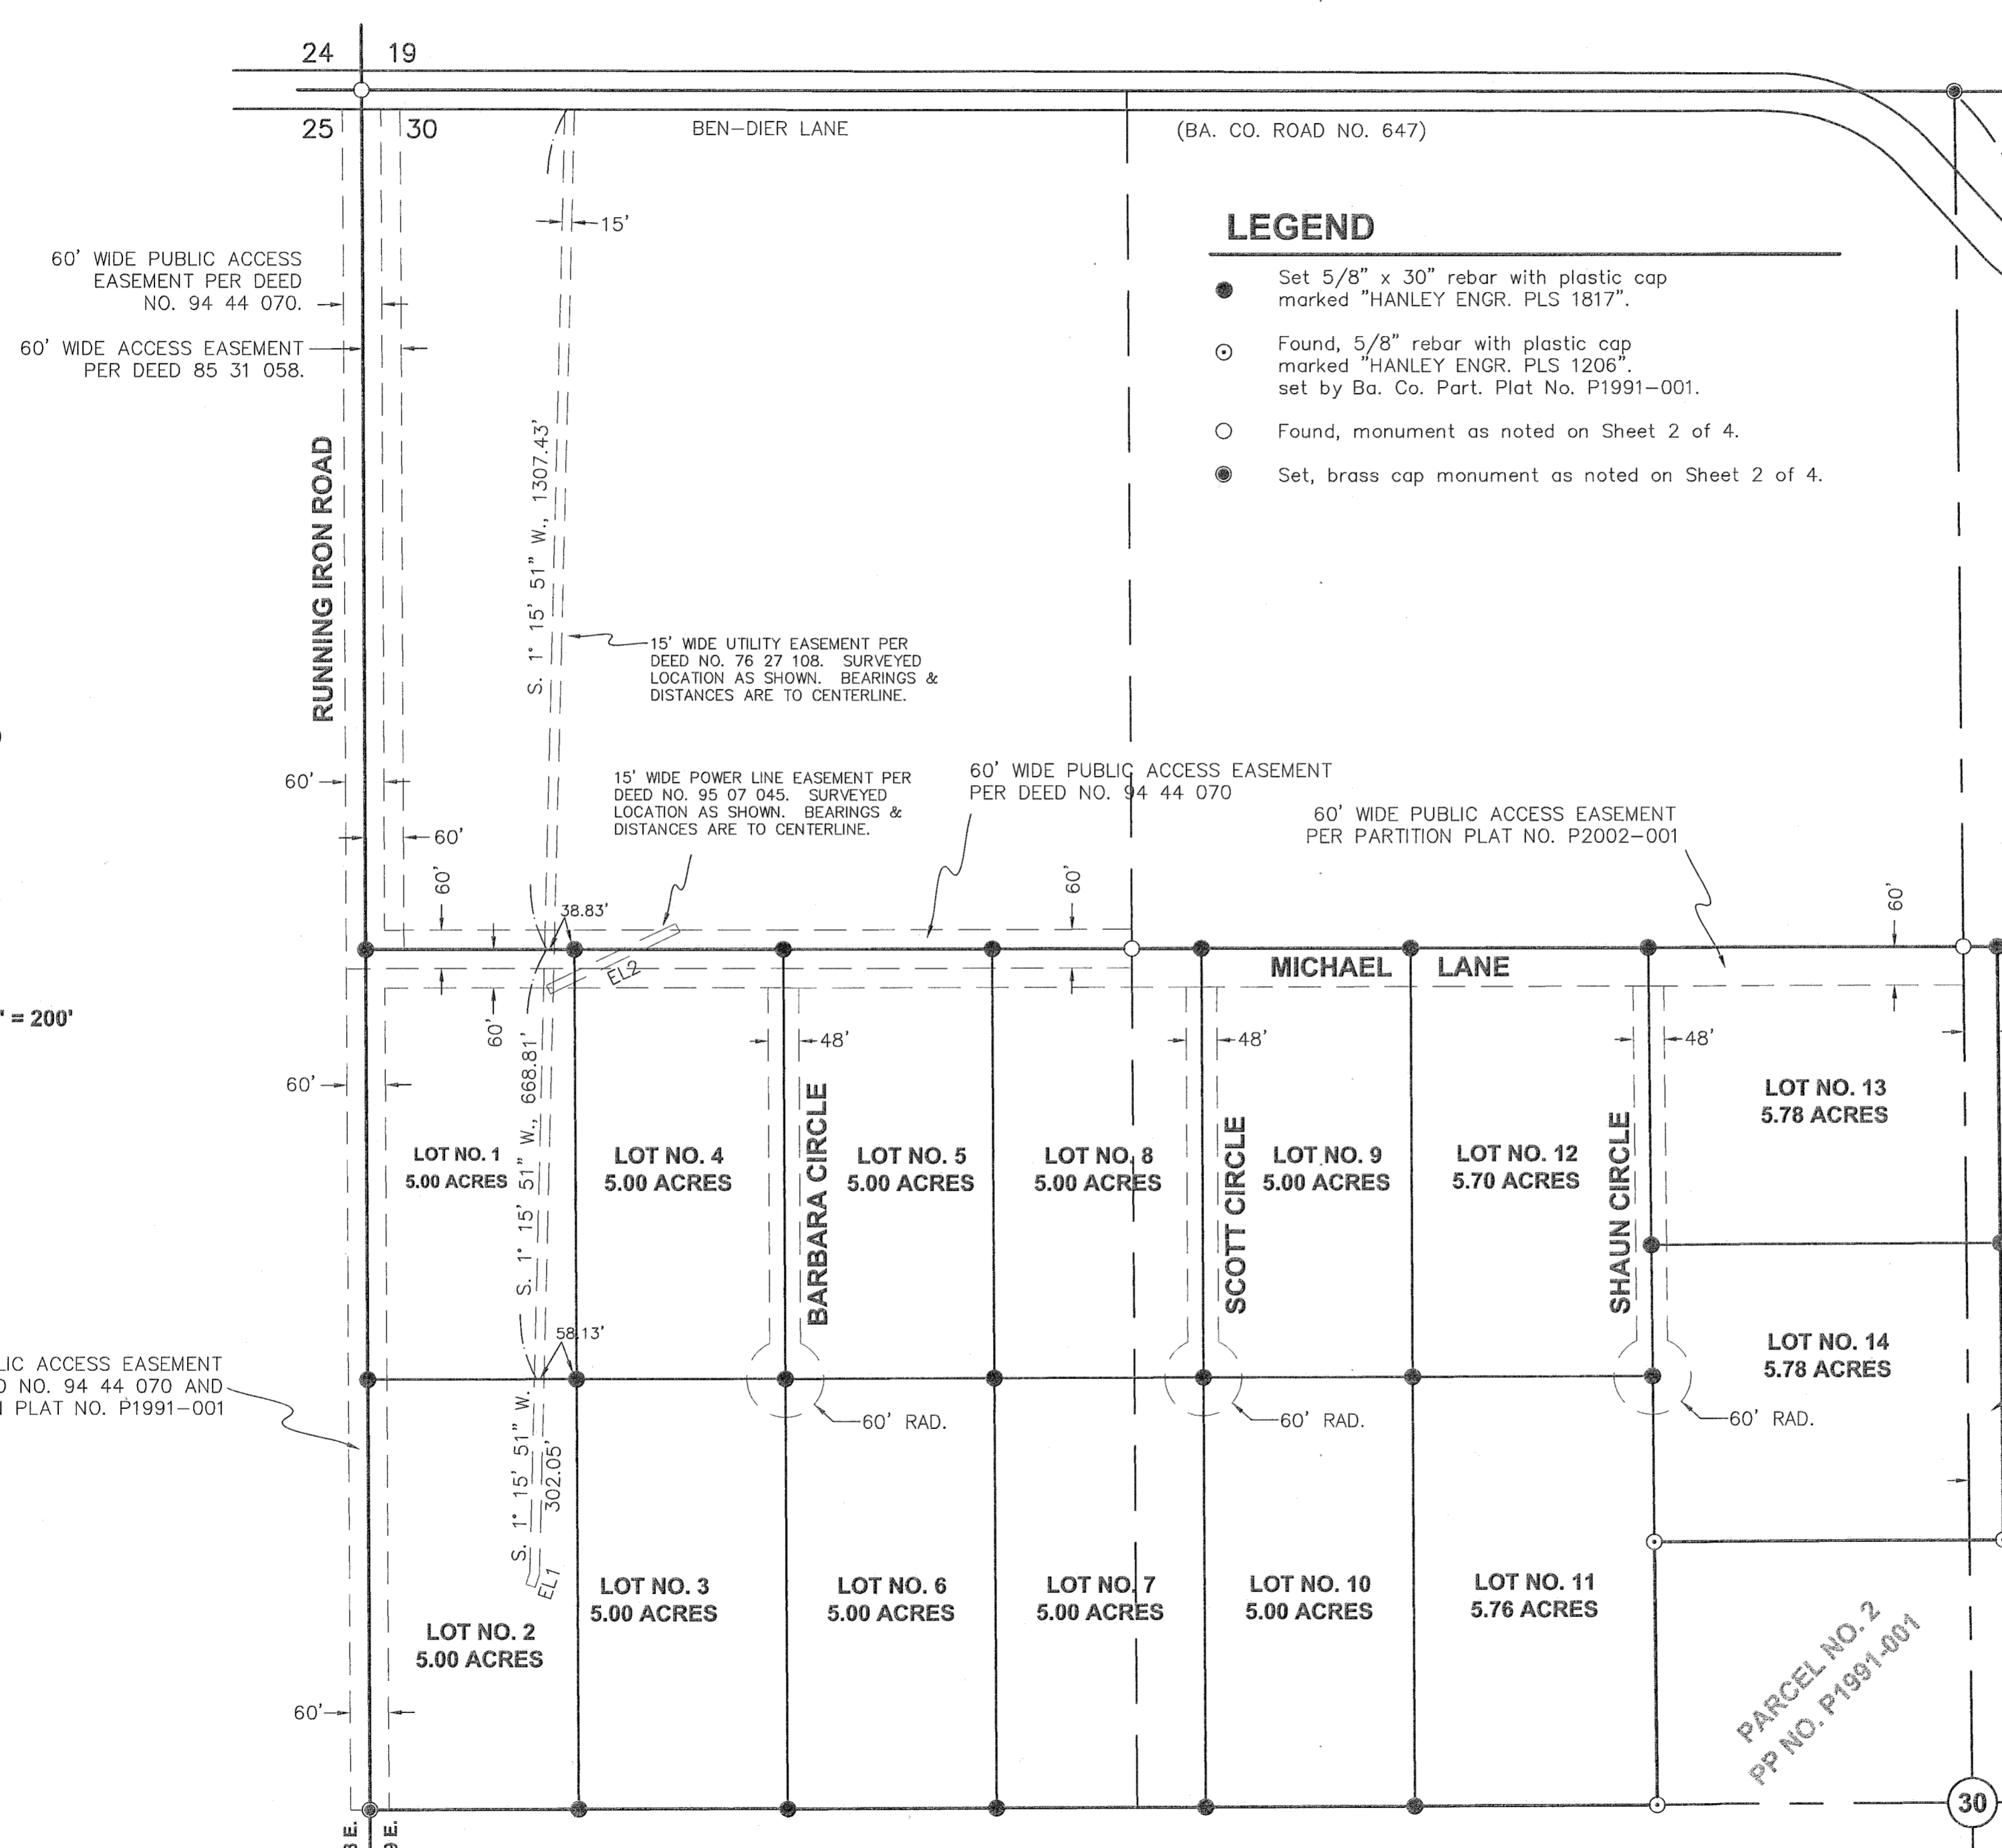 24 19
25 30
BEN-DIER LANE
(BA. CO. ROAD NO. 647)
15'
LEGEND
Set 5/8" x 30" rebar with plastic cap
marked "HANLEY ENGR. PLS 1817".
Found, 5/8" rebar with plastic cap
marked "HANLEY ENGR. PLS 1206".
set by Ba. Co. Part. Plat No. P1991-001.
Found, monument as noted on Sheet 2 of 4.
Set, brass cap monument as noted on Sheet 2 of 4.
60' WIDE PUBLIC ACCESS
EASEMENT PER DEED
NO. 94 44 070.
60' WIDE ACCESS EASEMENT
PER DEED 85 31 058.
RUNNING IRON ROAD
S. 1° 15' 51" W., 1307.43'
15' WIDE UTILITY EASEMENT PER
DEED NO. 76 27 108. SURVEYED
LOCATION AS SHOWN. BEARINGS &
DISTANCES ARE TO CENTERLINE.
60'
60'
15' WIDE POWER LINE EASEMENT PER
DEED NO. 95 07 045. SURVEYED
LOCATION AS SHOWN. BEARINGS &
DISTANCES ARE TO CENTERLINE.
60' WIDE PUBLIC ACCESS EASEMENT
PER DEED NO. 94 44 070
60' WIDE PUBLIC ACCESS EASEMENT
PER PARTITION PLAT NO. P2002-001
60'
60'
60'
38.83'
EL2
MICHAEL LANE
" = 200'
60'
60'
48'
48'
48'
S. 1° 15' 51" W., 668.81'
LOT NO. 1
5.00 ACRES
LOT NO. 4
5.00 ACRES
BARBARA CIRCLE
LOT NO. 5
5.00 ACRES
LOT NO. 8
5.00 ACRES
SCOTT CIRCLE
LOT NO. 9
5.00 ACRES
LOT NO. 12
5.70 ACRES
SHAUN CIRCLE
LOT NO. 13
5.78 ACRES
LOT NO. 14
5.78 ACRES
58.13'
LIC ACCESS EASEMENT
NO. 94 44 070 AND
PLAT NO. P1991-001
60' RAD.
60' RAD.
60' RAD.
S. 1° 15' 51" W.
302.05'
EL1
LOT NO. 2
5.00 ACRES
LOT NO. 3
5.00 ACRES
LOT NO. 6
5.00 ACRES
LOT NO. 7
5.00 ACRES
LOT NO. 10
5.00 ACRES
LOT NO. 11
5.76 ACRES
PARCEL NO. 2
PP NO. P1991-001
60'
30
E.
E.